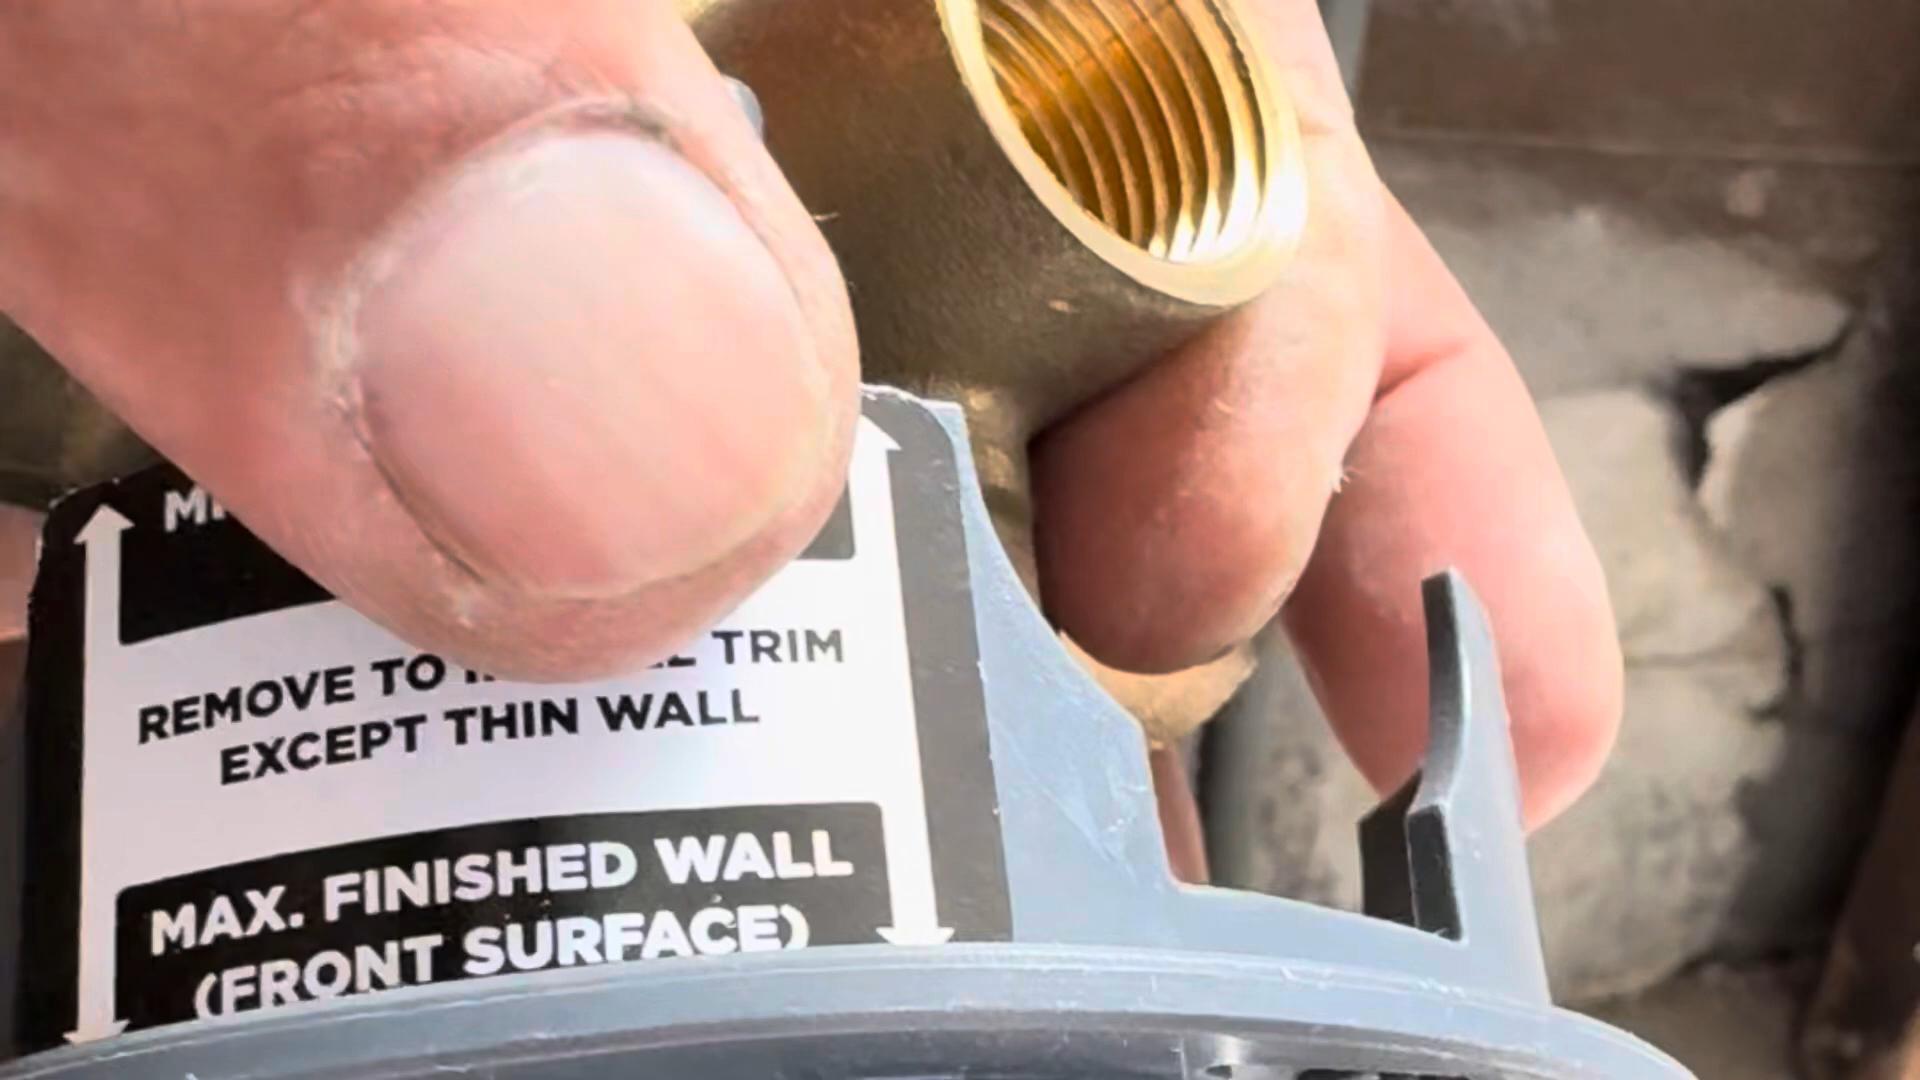 REMOVE TO TRIM
EXCEPT THIN WALL
MAX. FINISHED WALL
(FRONT SURFACE)